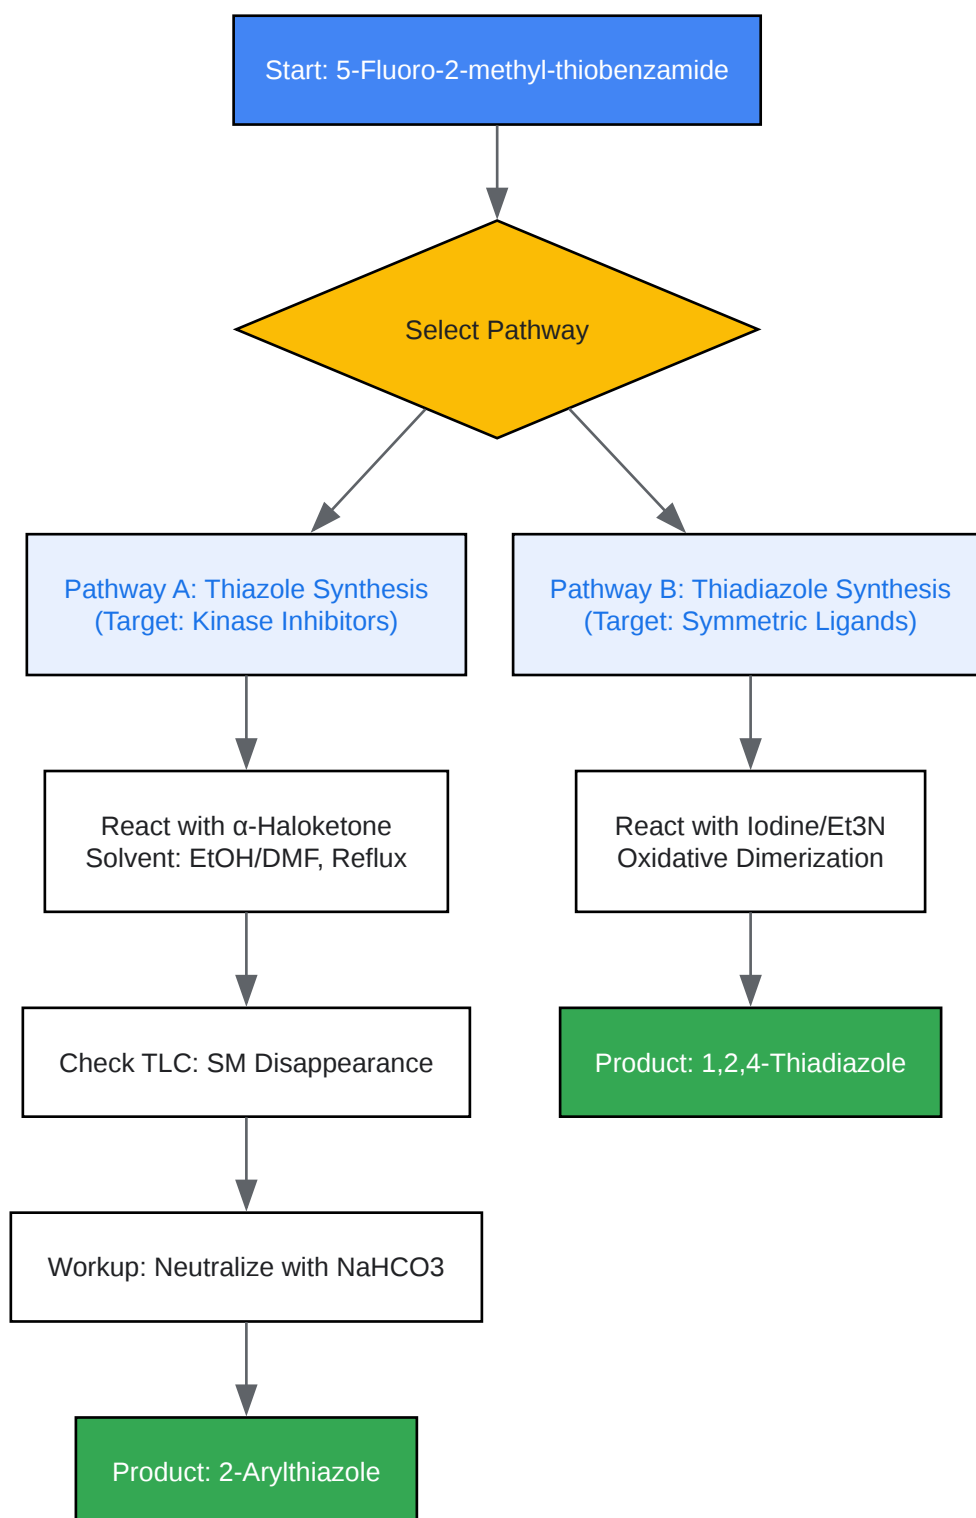 Start: 5-Fluoro-2-methyl-thiobenzamide
Select Pathway
Pathway A: Thiazole Synthesis
(Target: Kinase Inhibitors)
Pathway B: Thiadiazole Synthesis
(Target: Symmetric Ligands)
React with α-Haloketone
Solvent: EtOH/DMF, Reflux
React with Iodine/Et3N
Oxidative Dimerization
Check TLC: SM Disappearance
Product: 1,2,4-Thiadiazole
Workup: Neutralize with NaHCO3
Product: 2-Arylthiazole